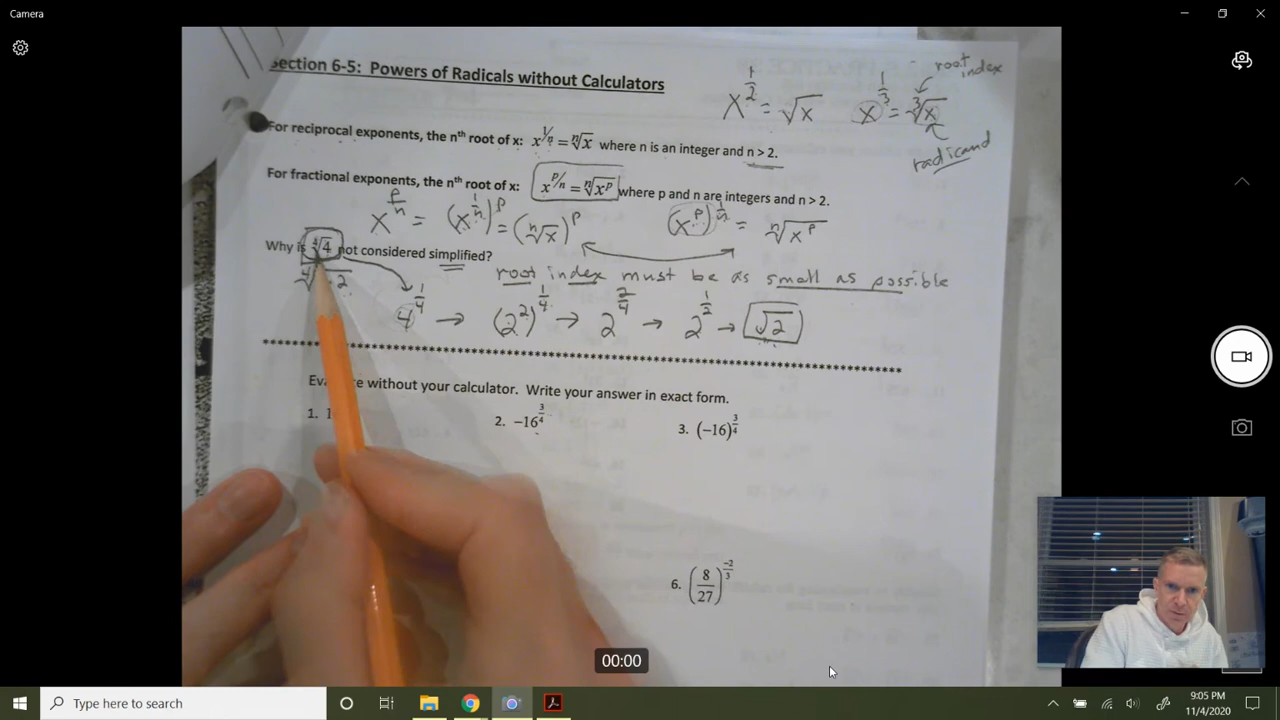 Camera
Section 6-5: Powers of Radicals without Calculators
x^(1/2) = √x x^(1/3) = ∛x
root index
radicand
For reciprocal exponents, the nth root of x: x^(1/n) = ⁿ√x where n is an integer and n > 2.
For fractional exponents, the nth root of x: x^(p/n) = ⁿ√(x^p) where p and n are integers and n > 2.
x^(p/n) = (x^(1/n))^p = (ⁿ√x)^p (x^p)^(1/n) = ⁿ√(x^p)
Why is ∜4 not considered simplified?
root index must be as small as possible
4^(1/4) → (2²)^(1/4) → 2^(2/4) → 2^(1/2) → √2
************************************************
without your calculator. Write your answer in exact form.
1.
2. −16^(3/4)
3. (−16)^(3/4)
6. (8/27)^(−2/3)
00:00
Type here to search
9:05 PM
11/4/2020